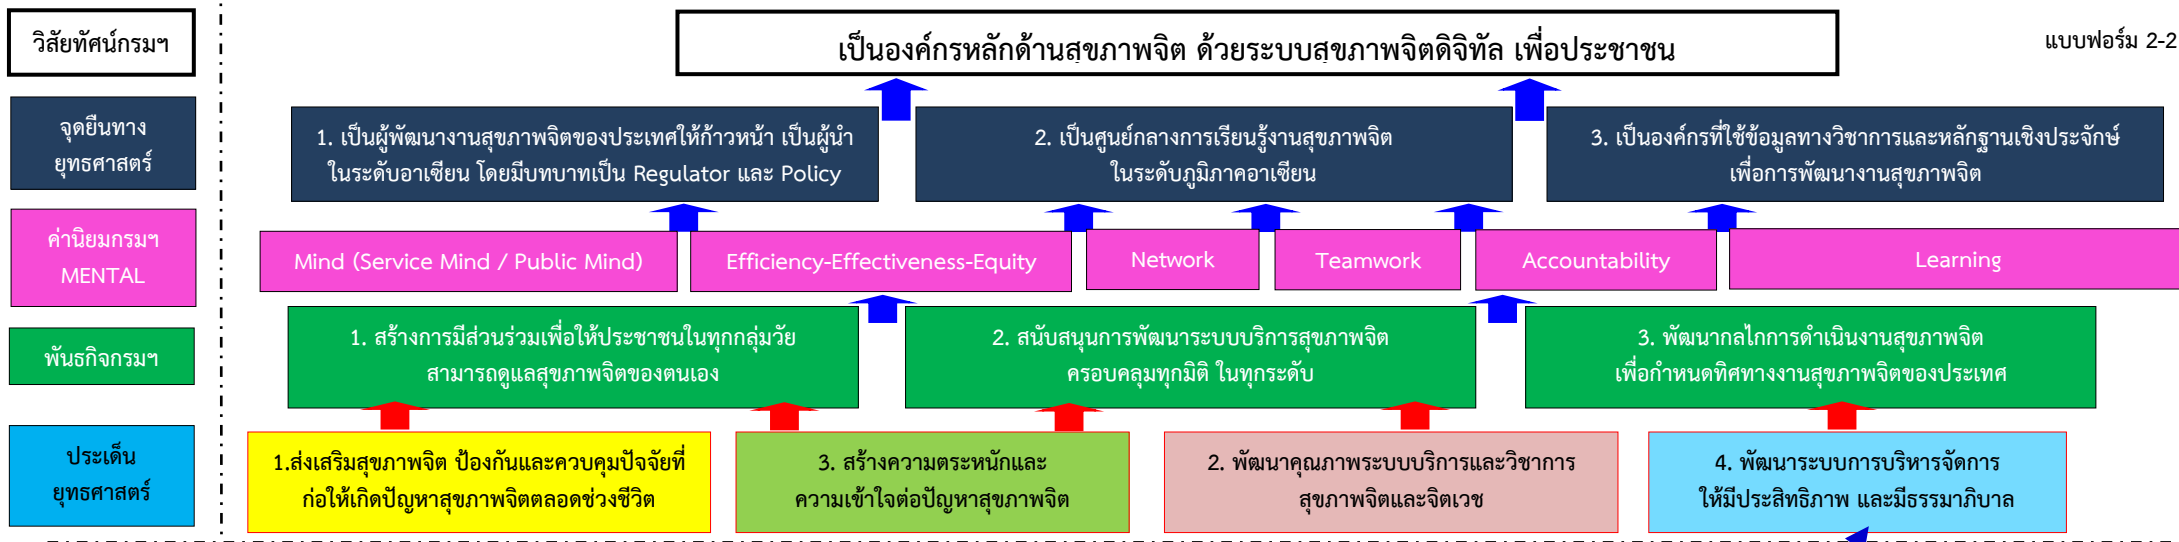 วิสัยทัศน์กรมฯ
เป็นองค์กรหลักด้านสุขภาพจิต ด้วยระบบสุขภาพจิตดิจิทัล เพื่อประชาชน
แบบฟอร์ม 2-2
จุดยืนทาง
ยุทธศาสตร์
1. เป็นผู้พัฒนางานสุขภาพจิตของประเทศให้ก้าวหน้า เป็นผู้นำ
ในระดับอาเซียน โดยมีบทบาทเป็น Regulator และ Policy
2. เป็นศูนย์กลางการเรียนรู้งานสุขภาพจิต
ในระดับภูมิภาคอาเซียน
3. เป็นองค์กรที่ใช้ข้อมูลทางวิชาการและหลักฐานเชิงประจักษ์
เพื่อการพัฒนางานสุขภาพจิต
ค่านิยมกรมฯ
MENTAL
Mind (Service Mind / Public Mind)
Efficiency-Effectiveness-Equity
Network
Teamwork
Accountability
Learning
พันธกิจกรมฯ
1. สร้างการมีส่วนร่วมเพื่อให้ประชาชนในทุกกลุ่มวัย
สามารถดูแลสุขภาพจิตของตนเอง
2. สนับสนุนการพัฒนาระบบบริการสุขภาพจิต
ครอบคลุมทุกมิติ ในทุกระดับ
3. พัฒนากลไกการดำเนินงานสุขภาพจิต
เพื่อกำหนดทิศทางงานสุขภาพจิตของประเทศ
ประเด็น
ยุทธศาสตร์
1.ส่งเสริมสุขภาพจิต ป้องกันและควบคุมปัจจัยที่
ก่อให้เกิดปัญหาสุขภาพจิตตลอดช่วงชีวิต
3. สร้างความตระหนักและ
ความเข้าใจต่อปัญหาสุขภาพจิต
2. พัฒนาคุณภาพระบบบริการและวิชาการ
สุขภาพจิตและจิตเวช
4. พัฒนาระบบการบริหารจัดการ
ให้มีประสิทธิภาพ และมีธรรมาภิบาล